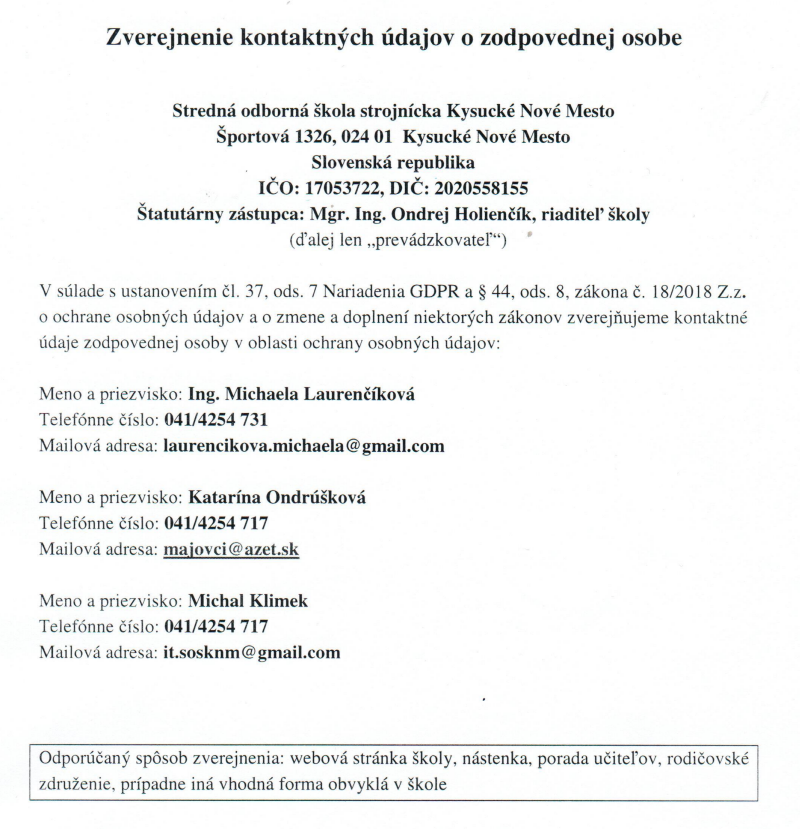 Zverejnenie kontaktných údajov o zodpovednej osobe
Stredná odborná škola strojnícka Kysucké Nové Mesto
Športová 1326, 024 01 Kysucké Nové Mesto
Slovenská republika
IČO: 17053722, DIČ: 2020558155
Štatutárny zástupca: Mgr. Ing. Ondrej Holienčík, riaditeľ školy
(ďalej len „prevádzkovateľ“)
V súlade s ustanovením čl. 37, ods. 7 Nariadenia GDPR a § 44, ods. 8, zákona č. 18/2018 Z.z.
o ochrane osobných údajov a o zmene a doplnení niektorých zákonov zverejňujeme kontaktné
údaje zodpovednej osoby v oblasti ochrany osobných údajov:
Meno a priezvisko: Ing. Michaela Laurenčíková
Telefónne číslo: 041/4254 731
Mailová adresa: laurencikova.michaela@gmail.com
Meno a priezvisko: Katarína Ondrúšková
Telefónne číslo: 041/4254 717
Mailová adresa: majovci@azet.sk
Meno a priezvisko: Michal Klimek
Telefónne číslo: 041/4254 717
Mailová adresa: it.sosknm@gmail.com
Odporúčaný spôsob zverejnenia: webová stránka školy, nástenka, porada učiteľov, rodičovské
združenie, prípadne iná vhodná forma obvyklá v škole